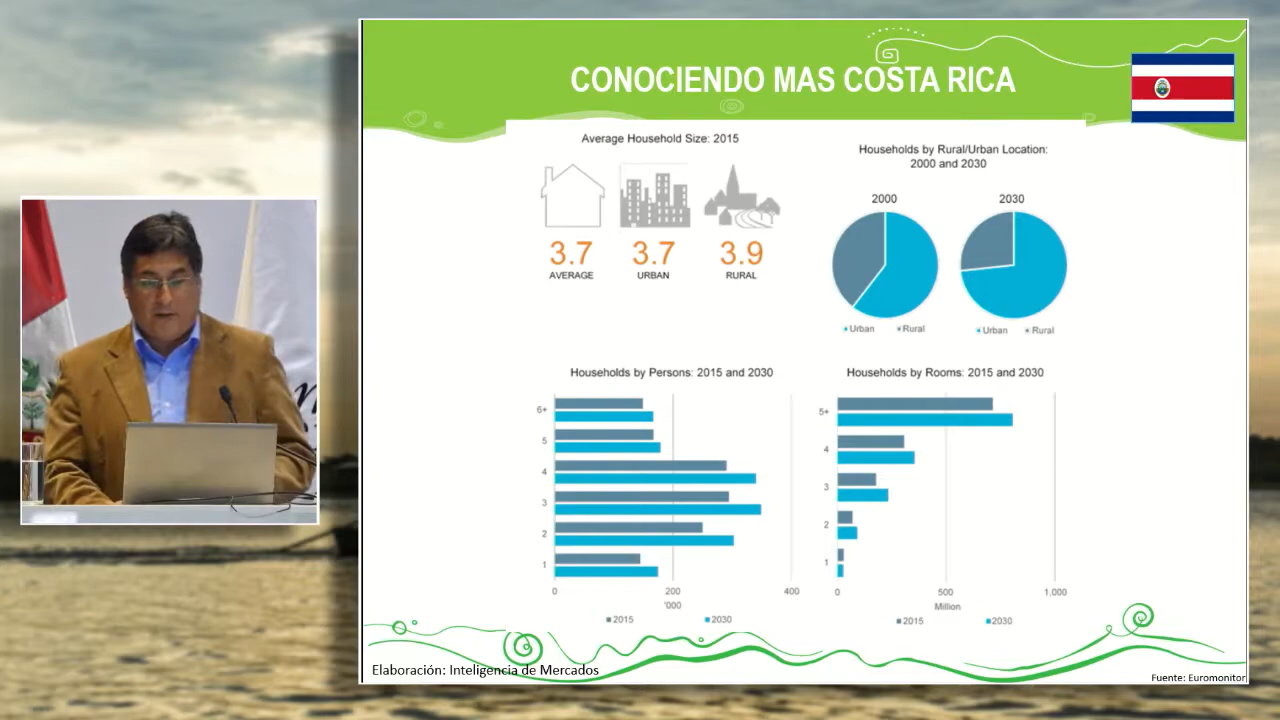 CONOCIENDO MAS COSTA RICA
Average Household Size: 2015
3.7
3.7
3.9
AVERAGE
URBAN
RURAL
Households by Rural/Urban Location:
2000 and 2030
2000
2030
Urban
Rural
Urban
Rural
Households by Persons: 2015 and 2030
6+
5
4
3
2
1
0
200
400
'000
2015
2030
Households by Rooms: 2015 and 2030
5+
4
3
2
1
0
500
1,000
Million
2015
2030
Elaboración: Inteligencia de Mercados
Fuente: Euromonitor